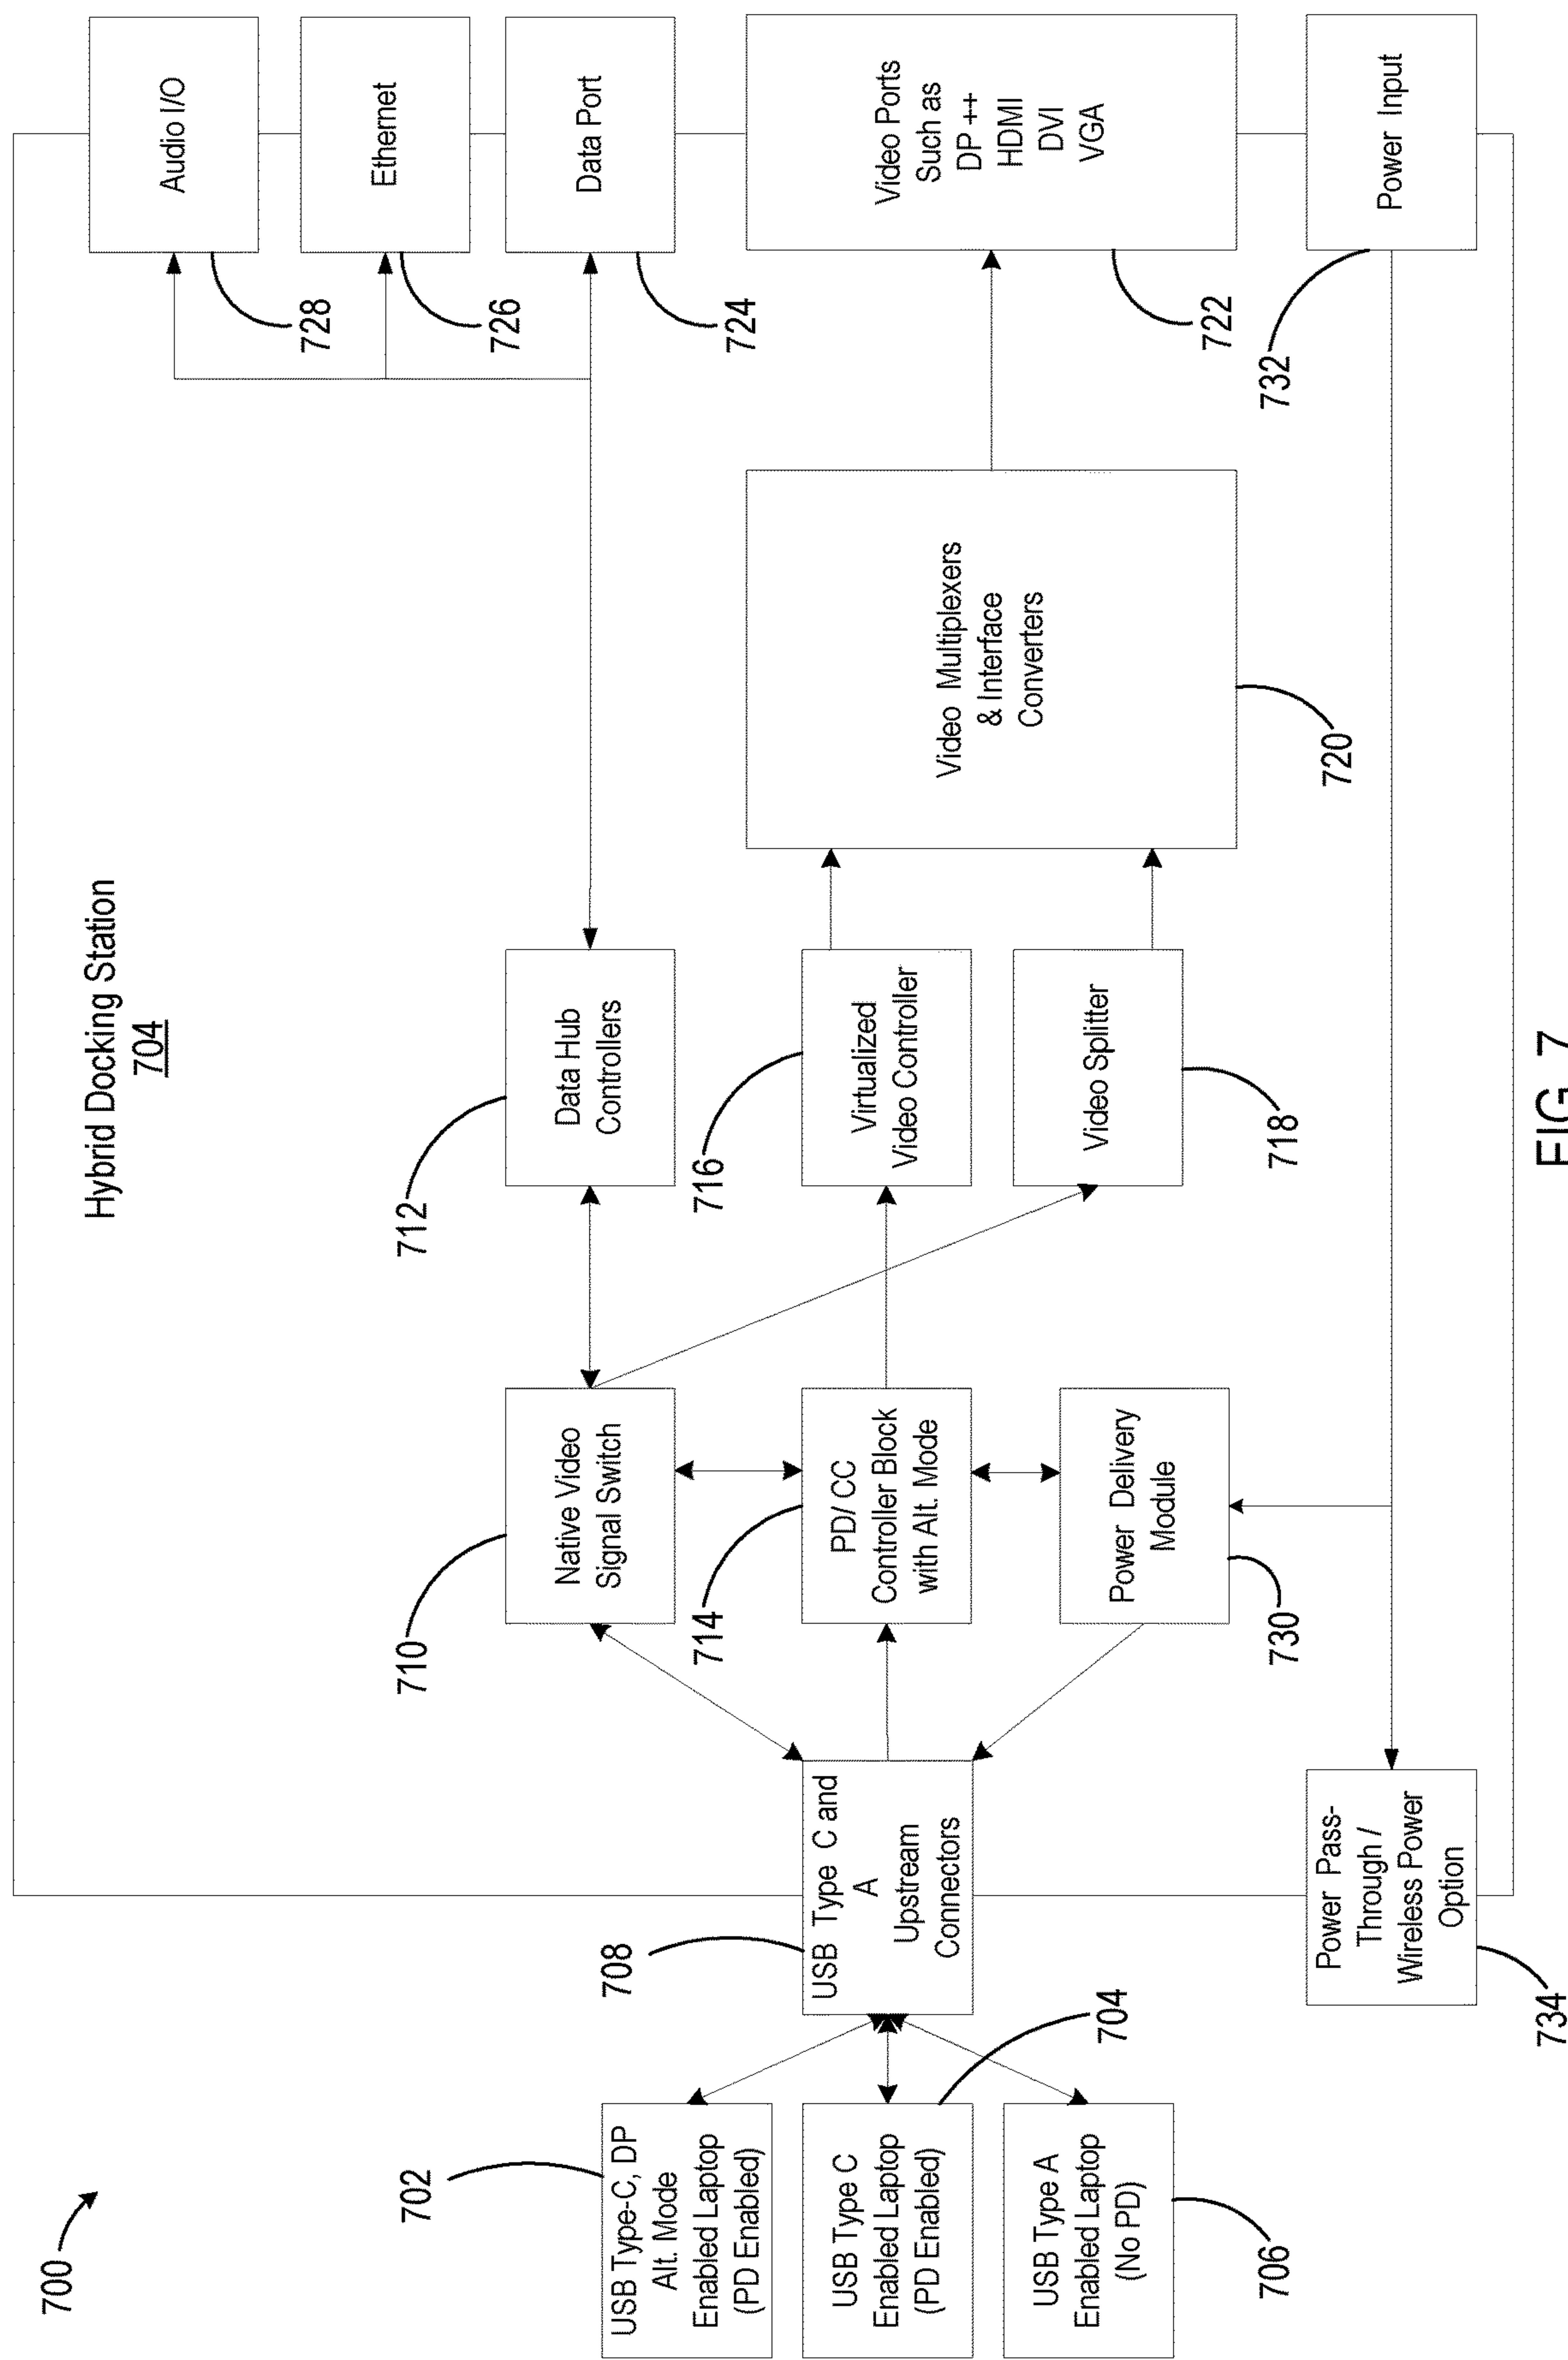 700
Hybrid Docking Station
704
702
USB Type-C, DP
Alt. Mode
Enabled Laptop
(PD Enabled)
USB Type C
Enabled Laptop
(PD Enabled)
704
USB Type A
Enabled Laptop
(No PD)
706
708
USB Type C and
A
Upstream
Connectors
710
Native Video
Signal Switch
714
PD/ CC
Controller Block
with Alt. Mode
Power Delivery
Module
730
712
Data Hub
Controllers
716
Virtualized
Video Controller
Video Splitter
718
Video Multiplexers
& Interface
Converters
720
Audio I/O
728
Ethernet
726
Data Port
724
Video Ports
Such as
DP ++
HDMI
DVI
VGA
722
Power Input
732
Power Pass-
Through /
Wireless Power
Option
734
FIG. 7